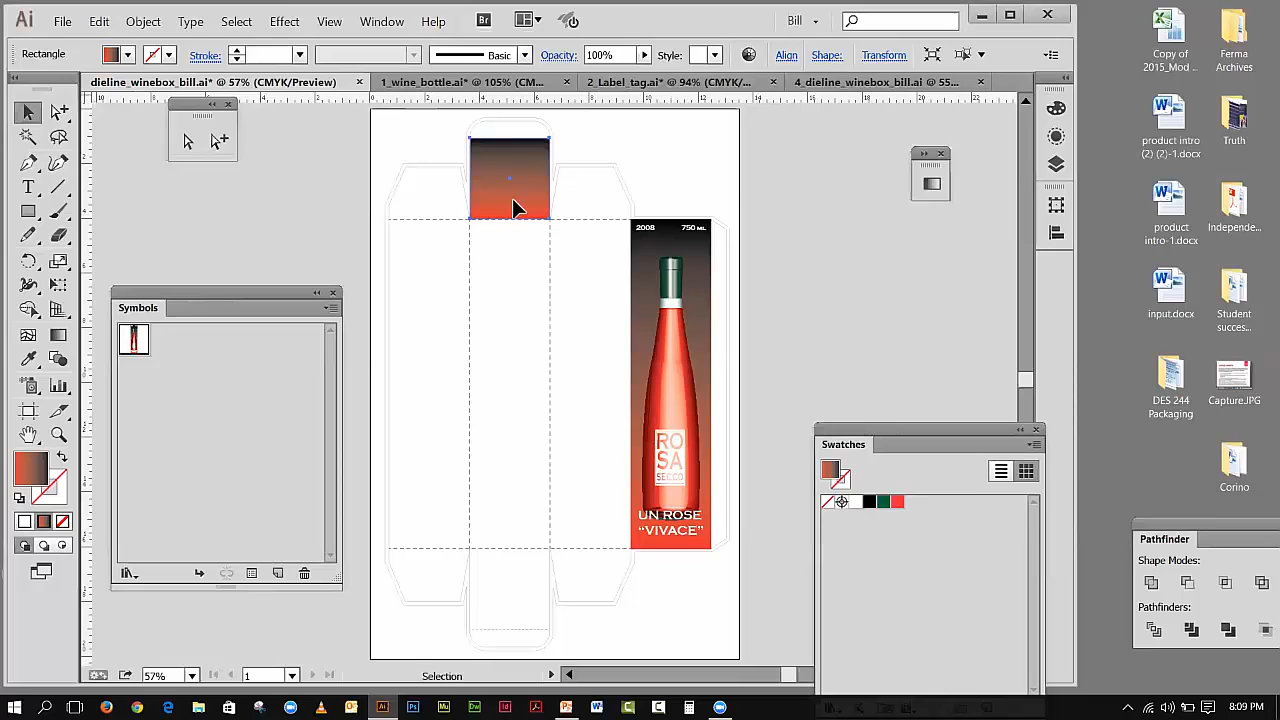 Ai File Edit Object Type Select Effect View Window Help Br Bill
Rectangle Stroke: Basic Opacity: 100% Style: Align Shape: Transform
dieline_winebox_bill.ai* @ 57% (CMYK/Preview) × 1_wine_bottle.ai* @ 105% (CM... × 2_Label_tag.ai* @ 94% (CMYK/... × 4_dieline_winebox_bill.ai @ 55... ×
2008 750 ML
RO
SA
SECCO
UN ROSE
“VIVACE”
Symbols
Swatches
57% 1 Selection
Copy of
2015_Mod ...
Ferma
Archives
product intro
(2) (2)-1.docx
Truth
product
intro-1.docx
Independe...
input.docx
Student
succes...
DES 244
Packaging
Capture.JPG
Corino
Pathfinder
Shape Modes:
Pathfinders:
8:09 PM